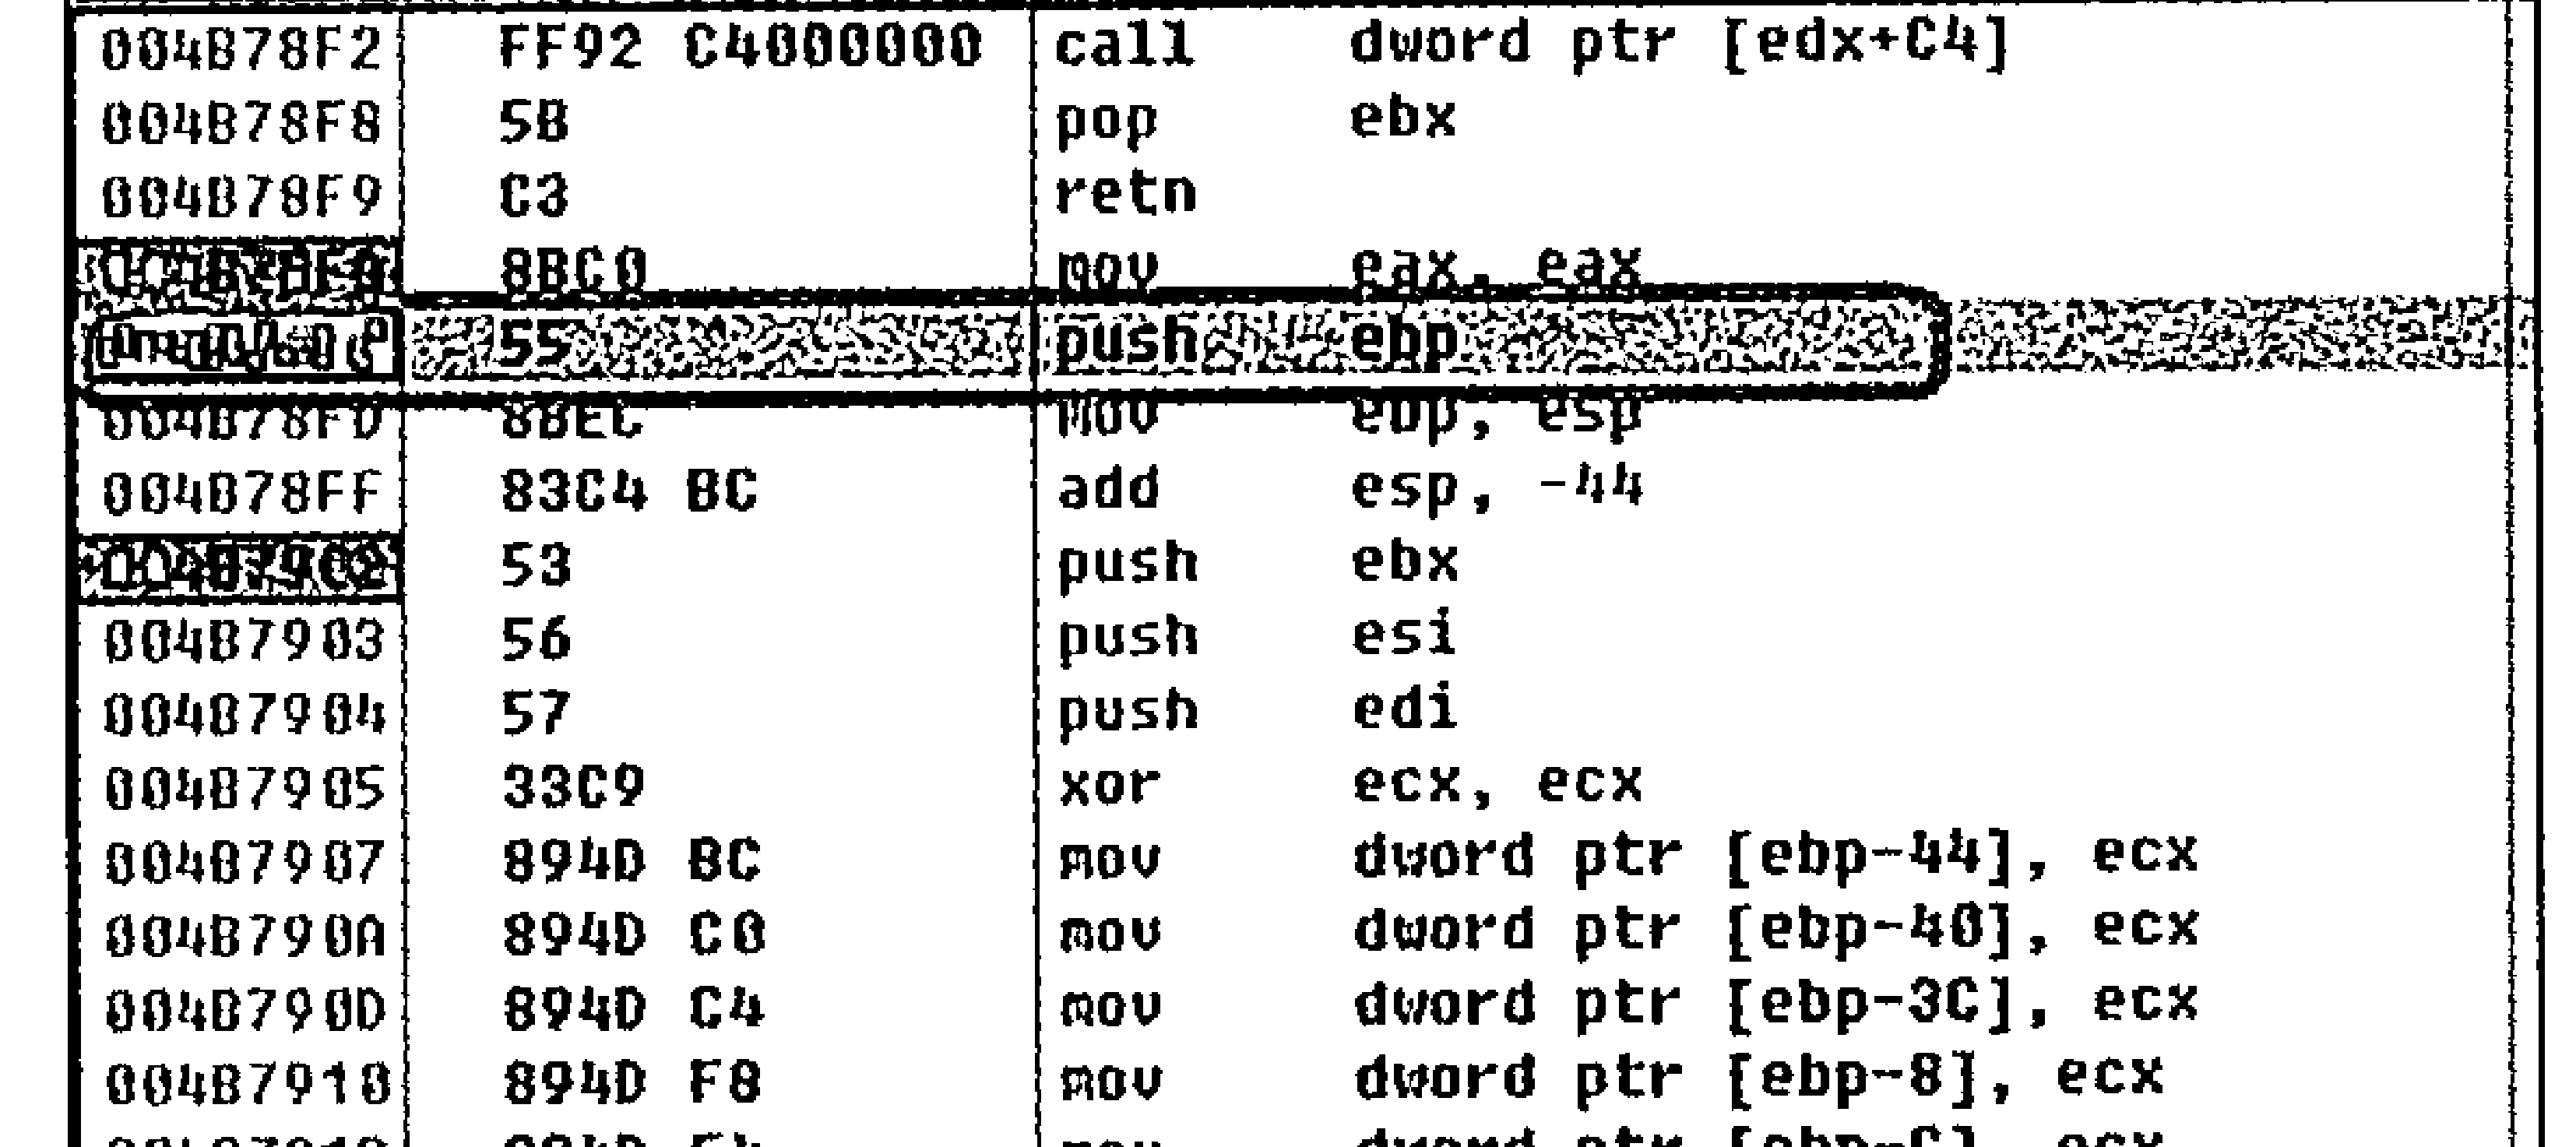 004B78F2 FF92 C4000000 call dword ptr [edx+C4]
004B78F8 5B pop ebx
004B78F9 C3 retn
8BC0 mov eax, eax
55 push ebp
004B78FD 8BEC mov ebp, esp
004B78FF 83C4 BC add esp, -44
004B7902 53 push ebx
004B7903 56 push esi
004B7904 57 push edi
004B7905 33C9 xor ecx, ecx
004B7907 894D BC mov dword ptr [ebp-44], ecx
004B790A 894D C0 mov dword ptr [ebp-40], ecx
004B790D 894D C4 mov dword ptr [ebp-3C], ecx
004B7910 894D F8 mov dword ptr [ebp-8], ecx